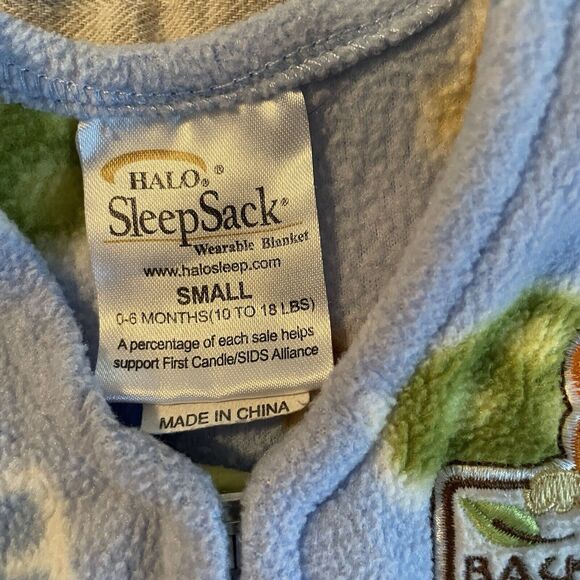 HALO®
SleepSack®
Wearable Blanket
www.halosleep.com
SMALL
0-6 MONTHS(10 TO 18 LBS)
A percentage of each sale helps
support First Candle/SIDS Alliance
MADE IN CHINA